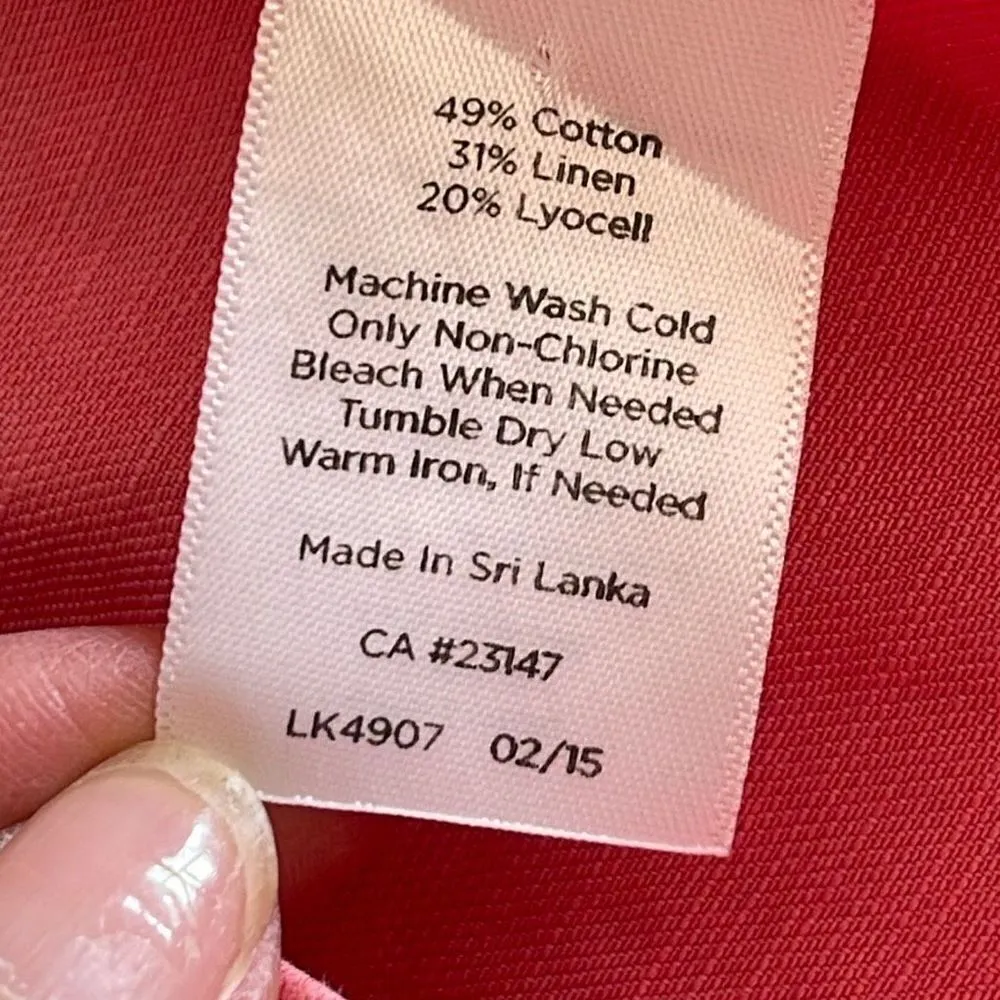 49% Cotton
31% Linen
20% Lyocell
Machine Wash Cold
Only Non-Chlorine
Bleach When Needed
Tumble Dry Low
Warm Iron, If Needed
Made In Sri Lanka
CA #23147
LK4907 02/15